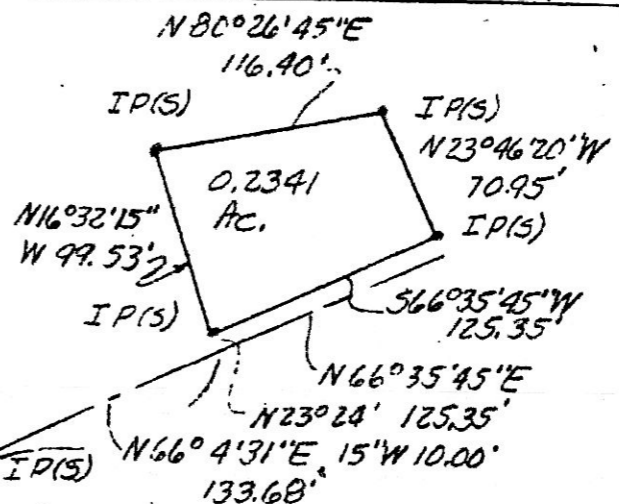 N 80°26'45"E
116.40'
IP(S)
IP(S)
N23°46'20"W
70.95'
0.2341
Ac.
N16°32'15"
W 99.53'
IP(S)
IP(S)
S66°35'45"W
125.35'
N66°35'45"E
N23°24' 125.35'
IP(S) N66° 4'31"E 15"W 10.00'
133.68'